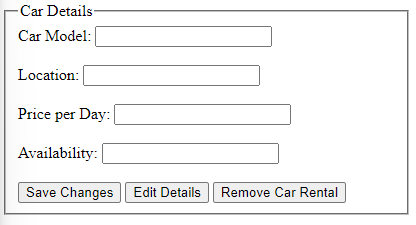 Car Details
Car Model:
Location:
Price per Day:
Availability:
Save Changes Edit Details Remove Car Rental